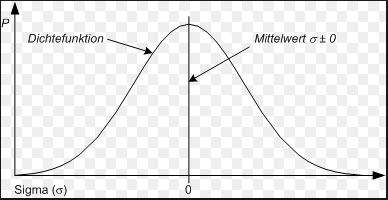 P
Dichtefunktion
Mittelwert σ ± 0
Sigma (σ)
0